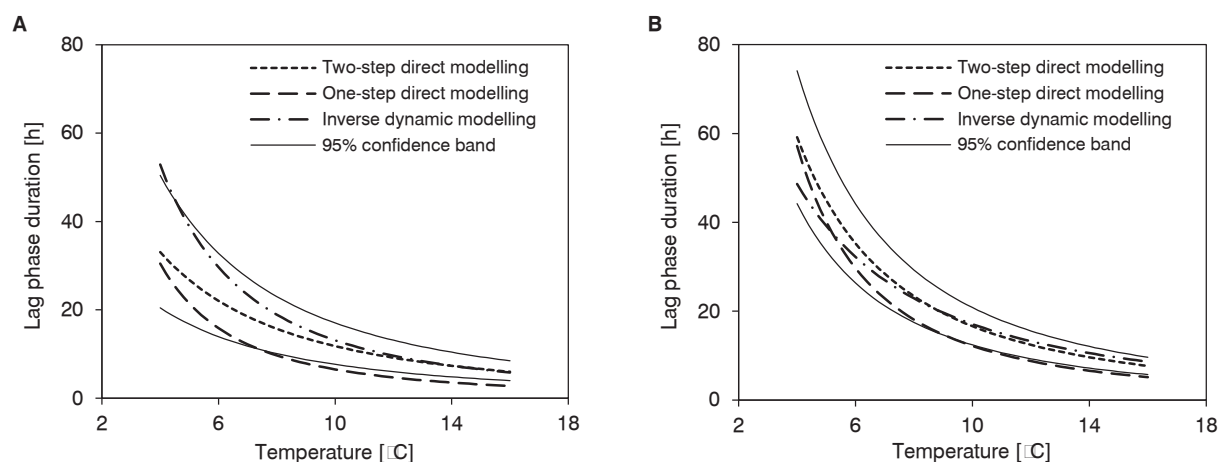 A
80
60
40
20
0
Lag phase duration [h]
Two-step direct modelling
One-step direct modelling
Inverse dynamic modelling
95% confidence band
2 6 10 14 18
Temperature [□C]
B
80
60
40
20
0
Lag phase duration [h]
Two-step direct modelling
One-step direct modelling
Inverse dynamic modelling
95% confidence band
2 6 10 14 18
Temperature [□C]